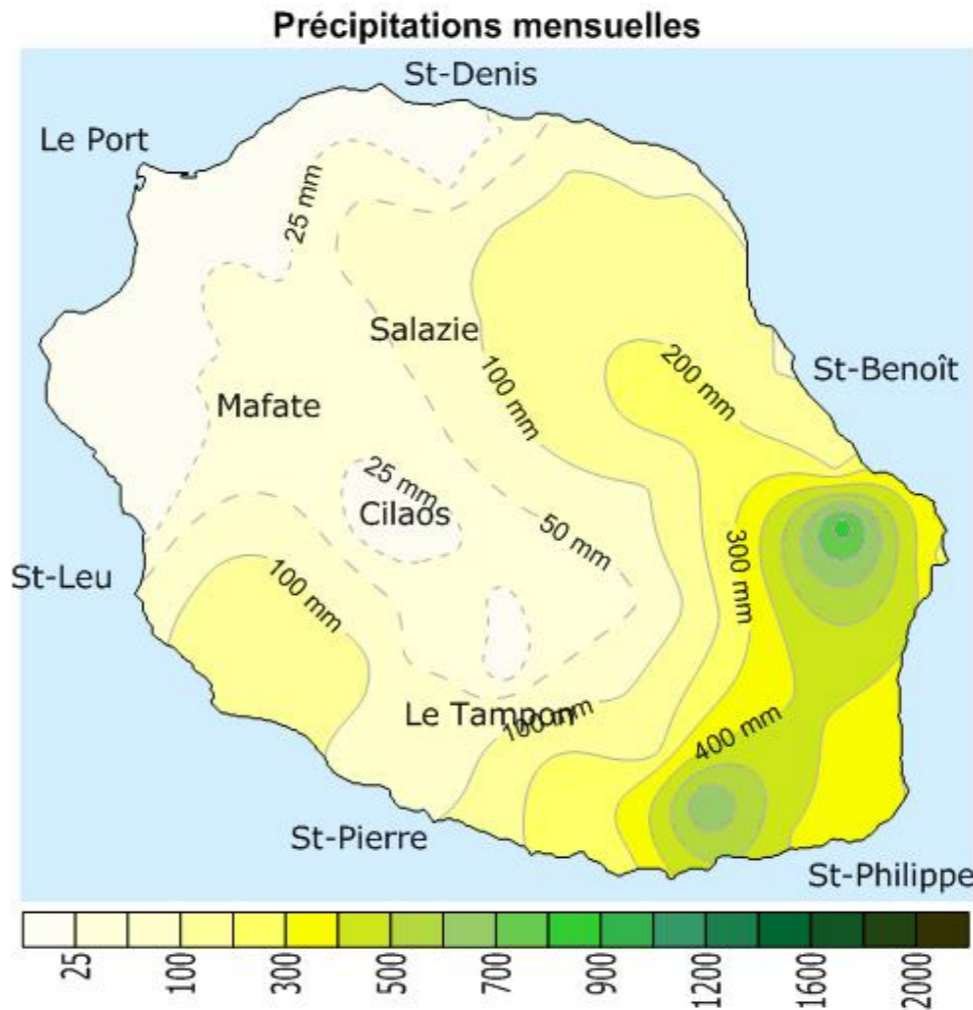 Précipitations mensuelles
St-Denis
Le Port
25 mm
Salazie
200 mm
St-Benoît
100 mm
Mafate
25 mm
Cilaos
50 mm
300 mm
St-Leu
100 mm
Le Tampon
100 mm
400 mm
St-Pierre
St-Philippe
25 100 300 500 700 900 1200 1600 2000